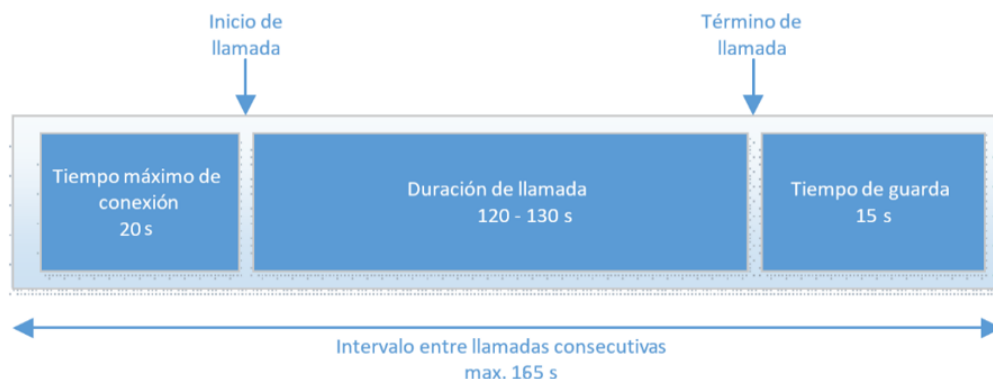 Inicio de
llamada
Término de
llamada
Tiempo máximo de
conexión
20 s
Duración de llamada
120 - 130 s
Tiempo de guarda
15 s
Intervalo entre llamadas consecutivas
max. 165 s